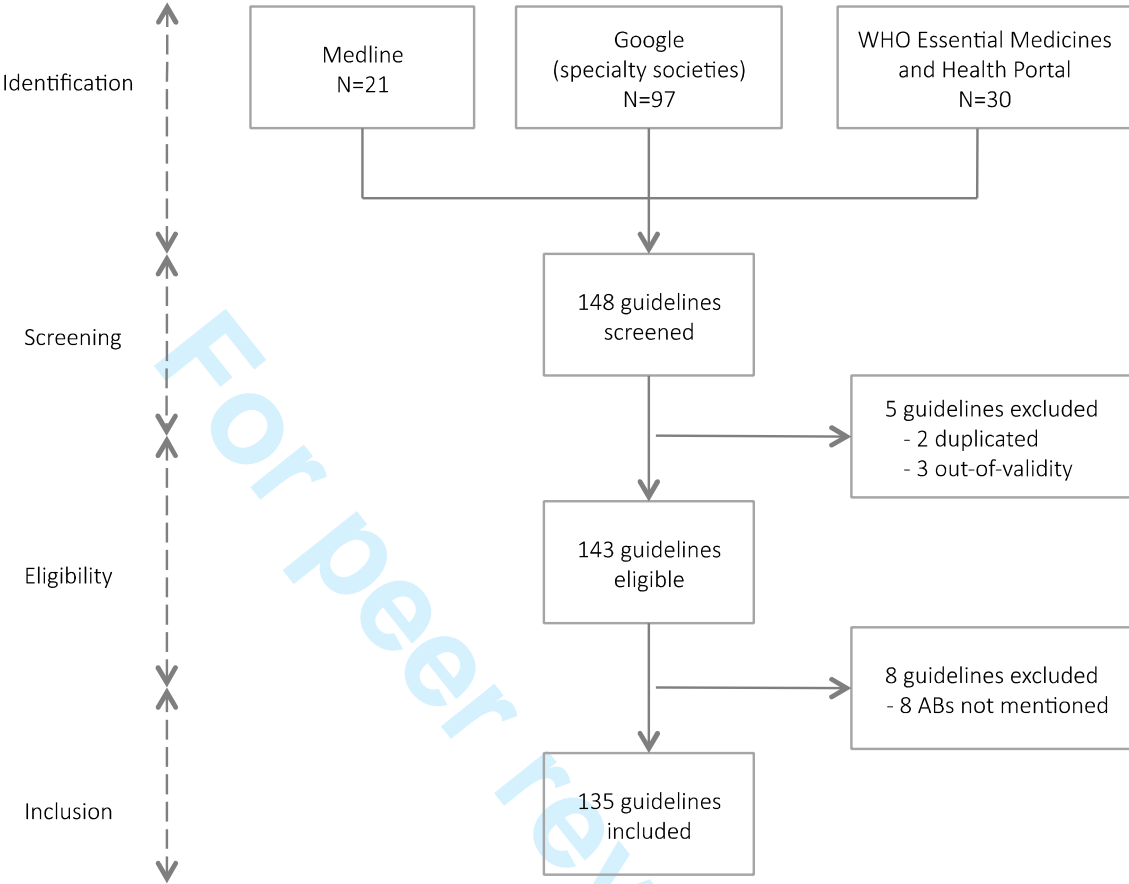 Identification
Medline
N=21
Google
(specialty societies)
N=97
WHO Essential Medicines
and Health Portal
N=30
Screening
148 guidelines
screened
5 guidelines excluded
- 2 duplicated
- 3 out-of-validity
Eligibility
143 guidelines
eligible
8 guidelines excluded
- 8 ABs not mentioned
Inclusion
135 guidelines
included
For peer rev